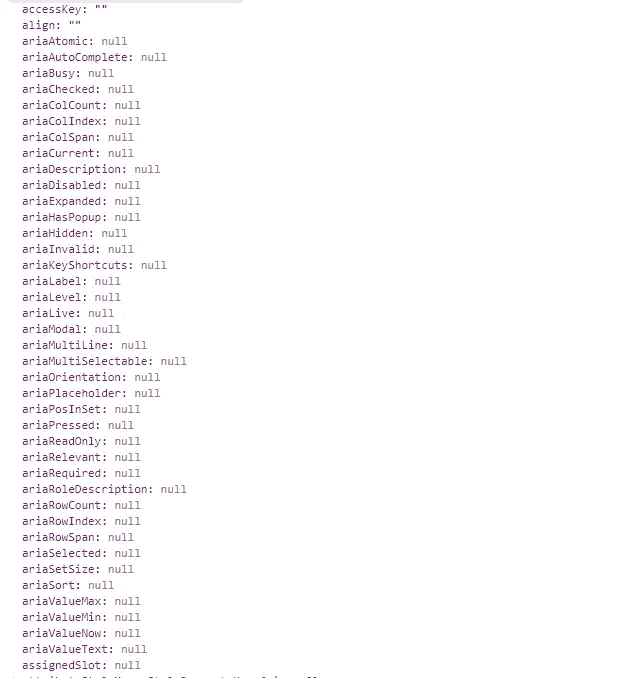 accessKey: ""
align: ""
ariaAtomic: null
ariaAutoComplete: null
ariaBusy: null
ariaChecked: null
ariaColCount: null
ariaColIndex: null
ariaColSpan: null
ariaCurrent: null
ariaDescription: null
ariaDisabled: null
ariaExpanded: null
ariaHasPopup: null
ariaHidden: null
ariaInvalid: null
ariaKeyShortcuts: null
ariaLabel: null
ariaLevel: null
ariaLive: null
ariaModal: null
ariaMultiLine: null
ariaMultiSelectable: null
ariaOrientation: null
ariaPlaceholder: null
ariaPosInSet: null
ariaPressed: null
ariaReadOnly: null
ariaRelevant: null
ariaRequired: null
ariaRoleDescription: null
ariaRowCount: null
ariaRowIndex: null
ariaRowSpan: null
ariaSelected: null
ariaSetSize: null
ariaSort: null
ariaValueMax: null
ariaValueMin: null
ariaValueNow: null
ariaValueText: null
assignedSlot: null